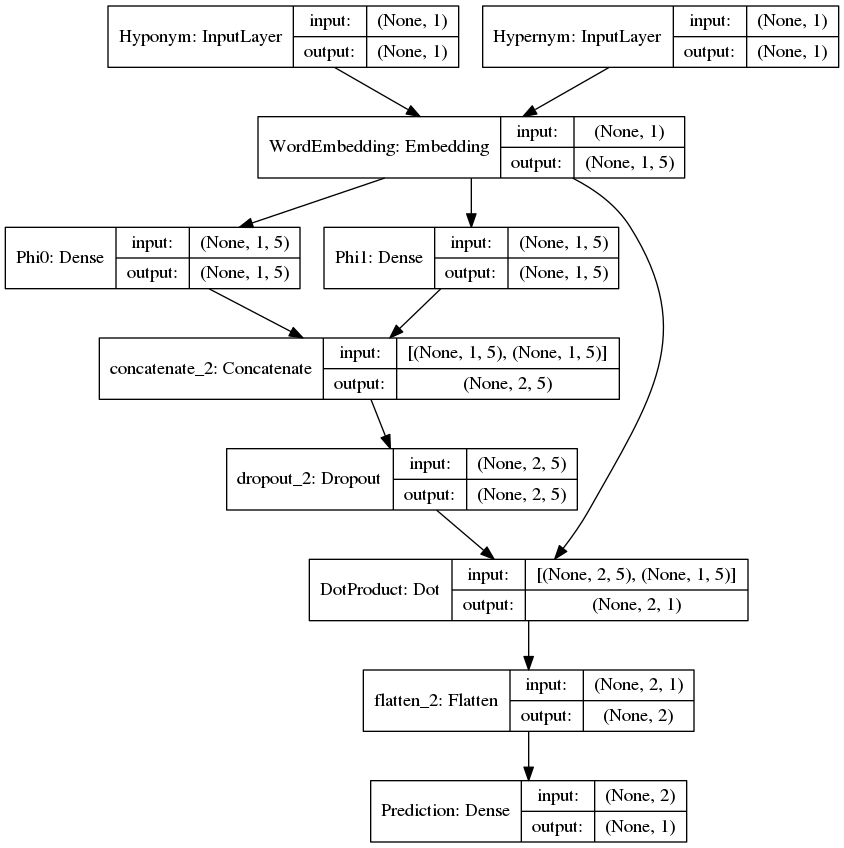 Hyponym: InputLayer
input: (None, 1)
output: (None, 1)
Hypernym: InputLayer
input: (None, 1)
output: (None, 1)
WordEmbedding: Embedding
input: (None, 1)
output: (None, 1, 5)
Phi0: Dense
input: (None, 1, 5)
output: (None, 1, 5)
Phi1: Dense
input: (None, 1, 5)
output: (None, 1, 5)
concatenate_2: Concatenate
input: [(None, 1, 5), (None, 1, 5)]
output: (None, 2, 5)
dropout_2: Dropout
input: (None, 2, 5)
output: (None, 2, 5)
DotProduct: Dot
input: [(None, 2, 5), (None, 1, 5)]
output: (None, 2, 1)
flatten_2: Flatten
input: (None, 2, 1)
output: (None, 2)
Prediction: Dense
input: (None, 2)
output: (None, 1)